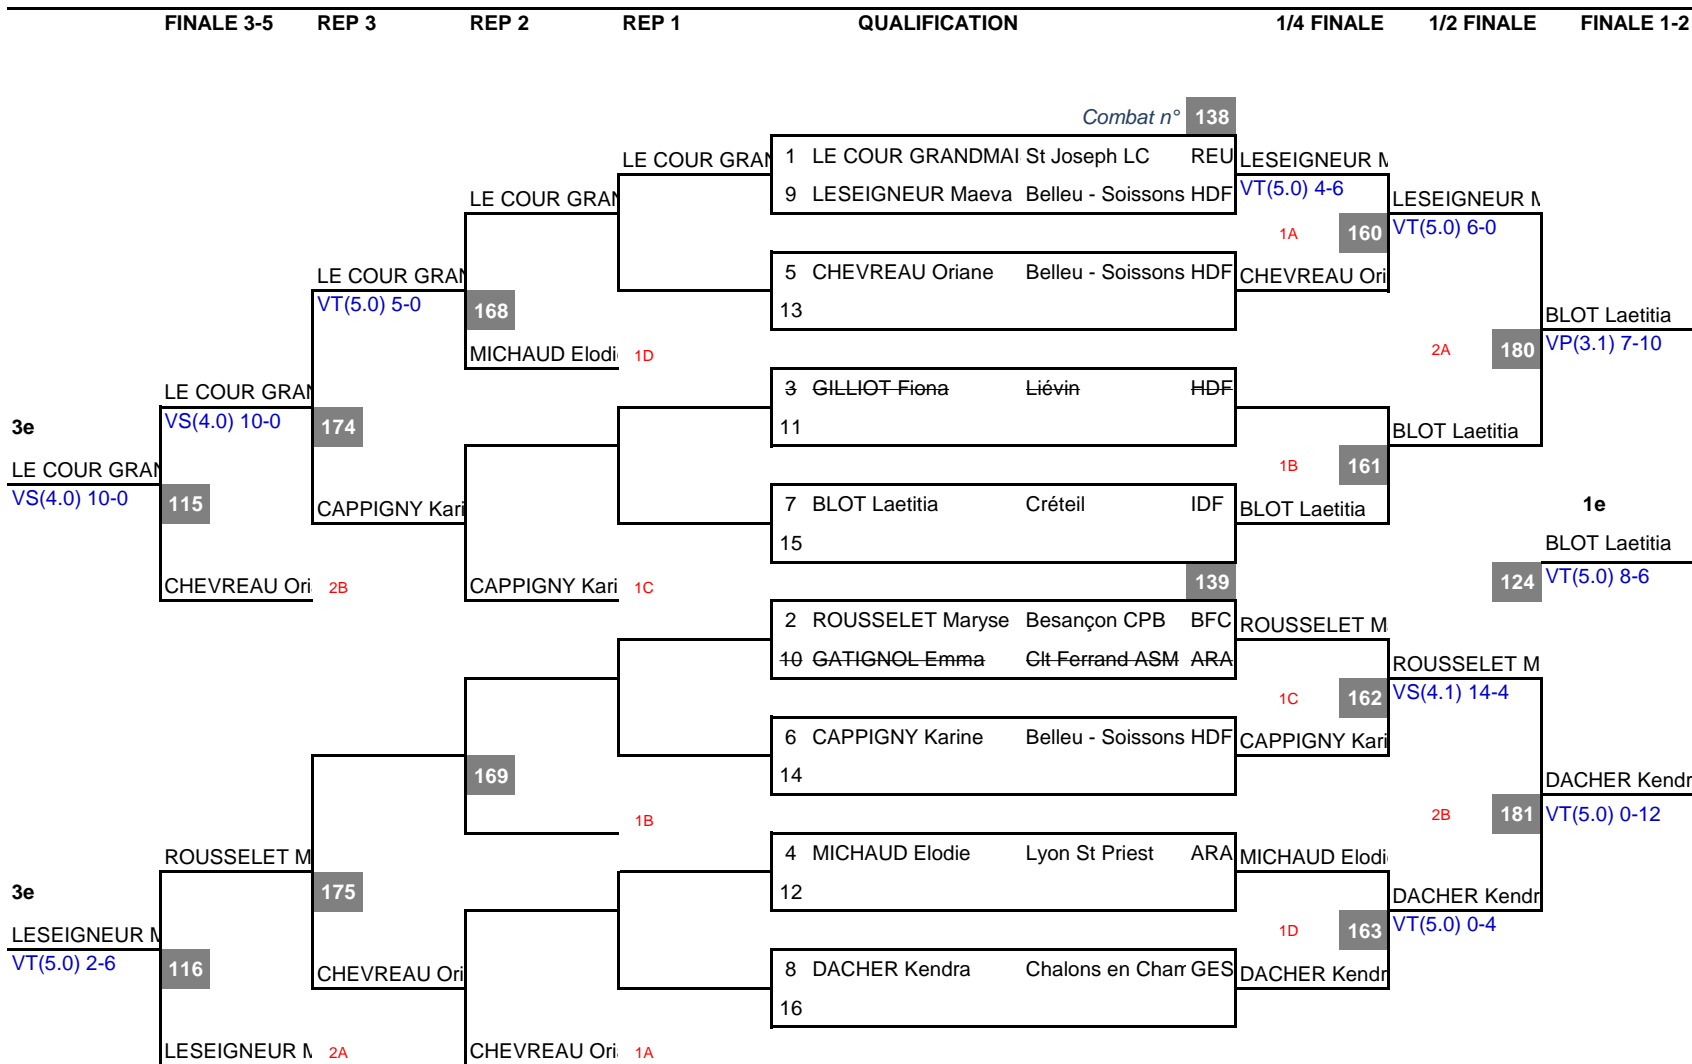 FINALE 3-5 REP 3 REP 2 REP 1 QUALIFICATION 1/4 FINALE 1/2 FINALE FINALE 1-2
Combat n° 138
LE COUR GRAN 1 LE COUR GRANDMAI St Joseph LC REU LESEIGNEUR M
LE COUR GRAN 9 LESEIGNEUR Maeva Belleu - Soissons HDF VT(5.0) 4-6 LESEIGNEUR M
1A 160 VT(5.0) 6-0
LE COUR GRAN 5 CHEVREAU Oriane Belleu - Soissons HDF CHEVREAU Ori
VT(5.0) 5-0 168 13 BLOT Laetitia
MICHAUD Elodi 1D 2A 180 VP(3.1) 7-10
LE COUR GRAN 3 GILLIOT Fiona Liévin HDF
3e VS(4.0) 10-0 174 11 BLOT Laetitia
LE COUR GRAN 1B 161
VS(4.0) 10-0 115 CAPPIGNY Kari 7 BLOT Laetitia Créteil IDF BLOT Laetitia 1e
15 BLOT Laetitia
CHEVREAU Ori 2B CAPPIGNY Kari 1C 139 124 VT(5.0) 8-6
2 ROUSSELET Maryse Besançon CPB BFC ROUSSELET M
10 GATIGNOL Emma Clt Ferrand ASM ARA ROUSSELET M
1C 162 VS(4.1) 14-4
6 CAPPIGNY Karine Belleu - Soissons HDF CAPPIGNY Kari
169 14 DACHER Kendr
1B 2B 181 VT(5.0) 0-12
ROUSSELET M 4 MICHAUD Elodie Lyon St Priest ARA MICHAUD Elodi
3e 175 12 DACHER Kendr
LESEIGNEUR M 1D 163 VT(5.0) 0-4
VT(5.0) 2-6 116 CHEVREAU Ori 8 DACHER Kendra Chalons en Cham GES DACHER Kendr
16
LESEIGNEUR M 2A CHEVREAU Ori 1A